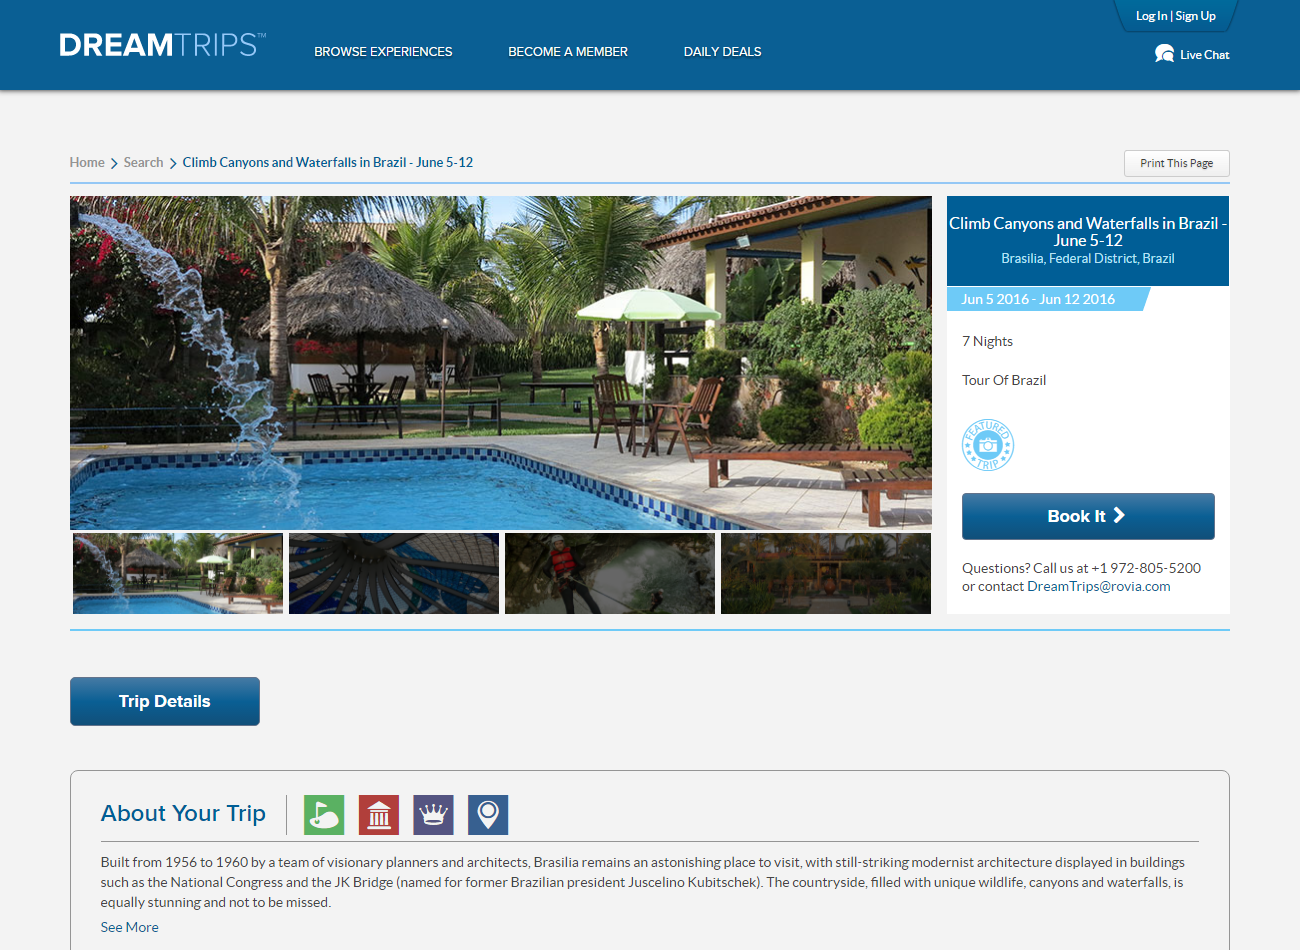 Log In | Sign Up
DREAMTRIPS™
BROWSE EXPERIENCES
BECOME A MEMBER
DAILY DEALS
Live Chat
Home
Search
Climb Canyons and Waterfalls in Brazil - June 5-12
Print This Page
Climb Canyons and Waterfalls in Brazil -
June 5-12
Brasilia, Federal District, Brazil
Jun 5 2016 - Jun 12 2016
7 Nights
Tour Of Brazil
FEATURED
TRIP
Book It
Questions? Call us at +1 972-805-5200
or contact DreamTrips@rovia.com
Trip Details
About Your Trip
Built from 1956 to 1960 by a team of visionary planners and architects, Brasilia remains an astonishing place to visit, with still-striking modernist architecture displayed in buildings
such as the National Congress and the JK Bridge (named for former Brazilian president Juscelino Kubitschek). The countryside, filled with unique wildlife, canyons and waterfalls, is
equally stunning and not to be missed.
See More